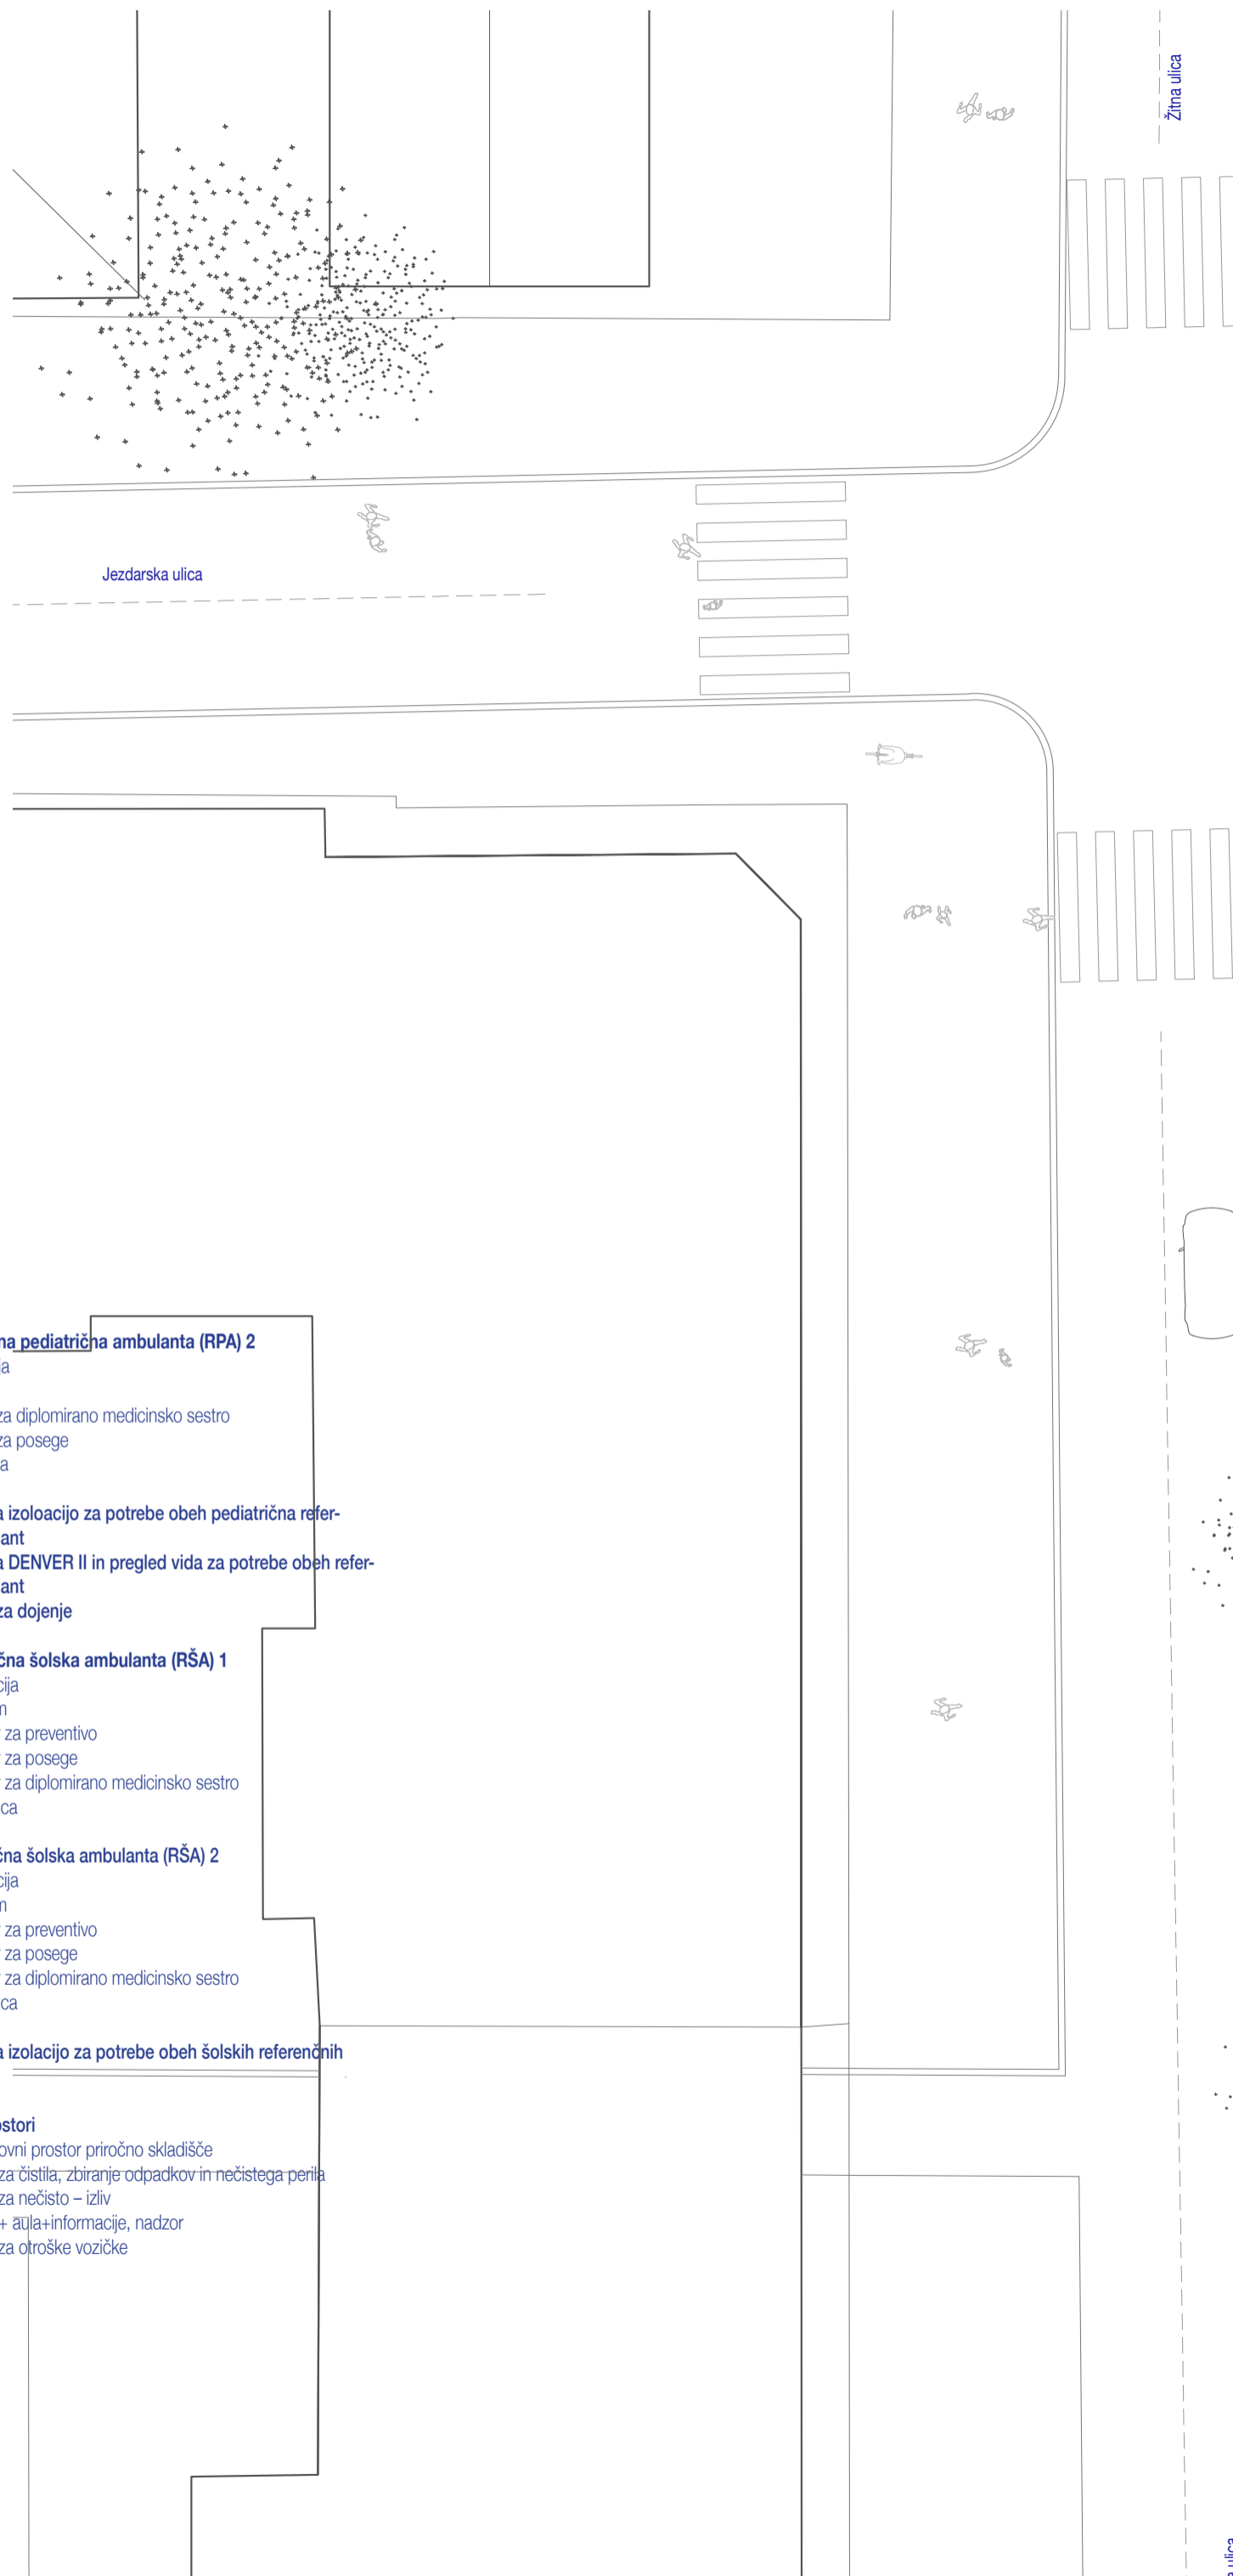 Žitna ulica
Jezdarska ulica
na pediatrična ambulanta (RPA) 2
ja
za diplomirano medicinsko sestro
za posege
a
a izoloacijo za potrebe obeh pediatrična refer-
ant
a DENVER II in pregled vida za potrebe obeh refer-
ant
za dojenje
čna šolska ambulanta (RŠA) 1
cija
m
za preventivo
za posege
za diplomirano medicinsko sestro
ca
čna šolska ambulanta (RŠA) 2
cija
m
za preventivo
za posege
za diplomirano medicinsko sestro
ca
a izolacijo za potrebe obeh šolskih referenčnih
ostori
ovni prostor priročno skladišče
za čistila, zbiranje odpadkov in nečistega perila
za nečisto – izliv
+ aula+informacije, nadzor
za otroške vozičke
ulica